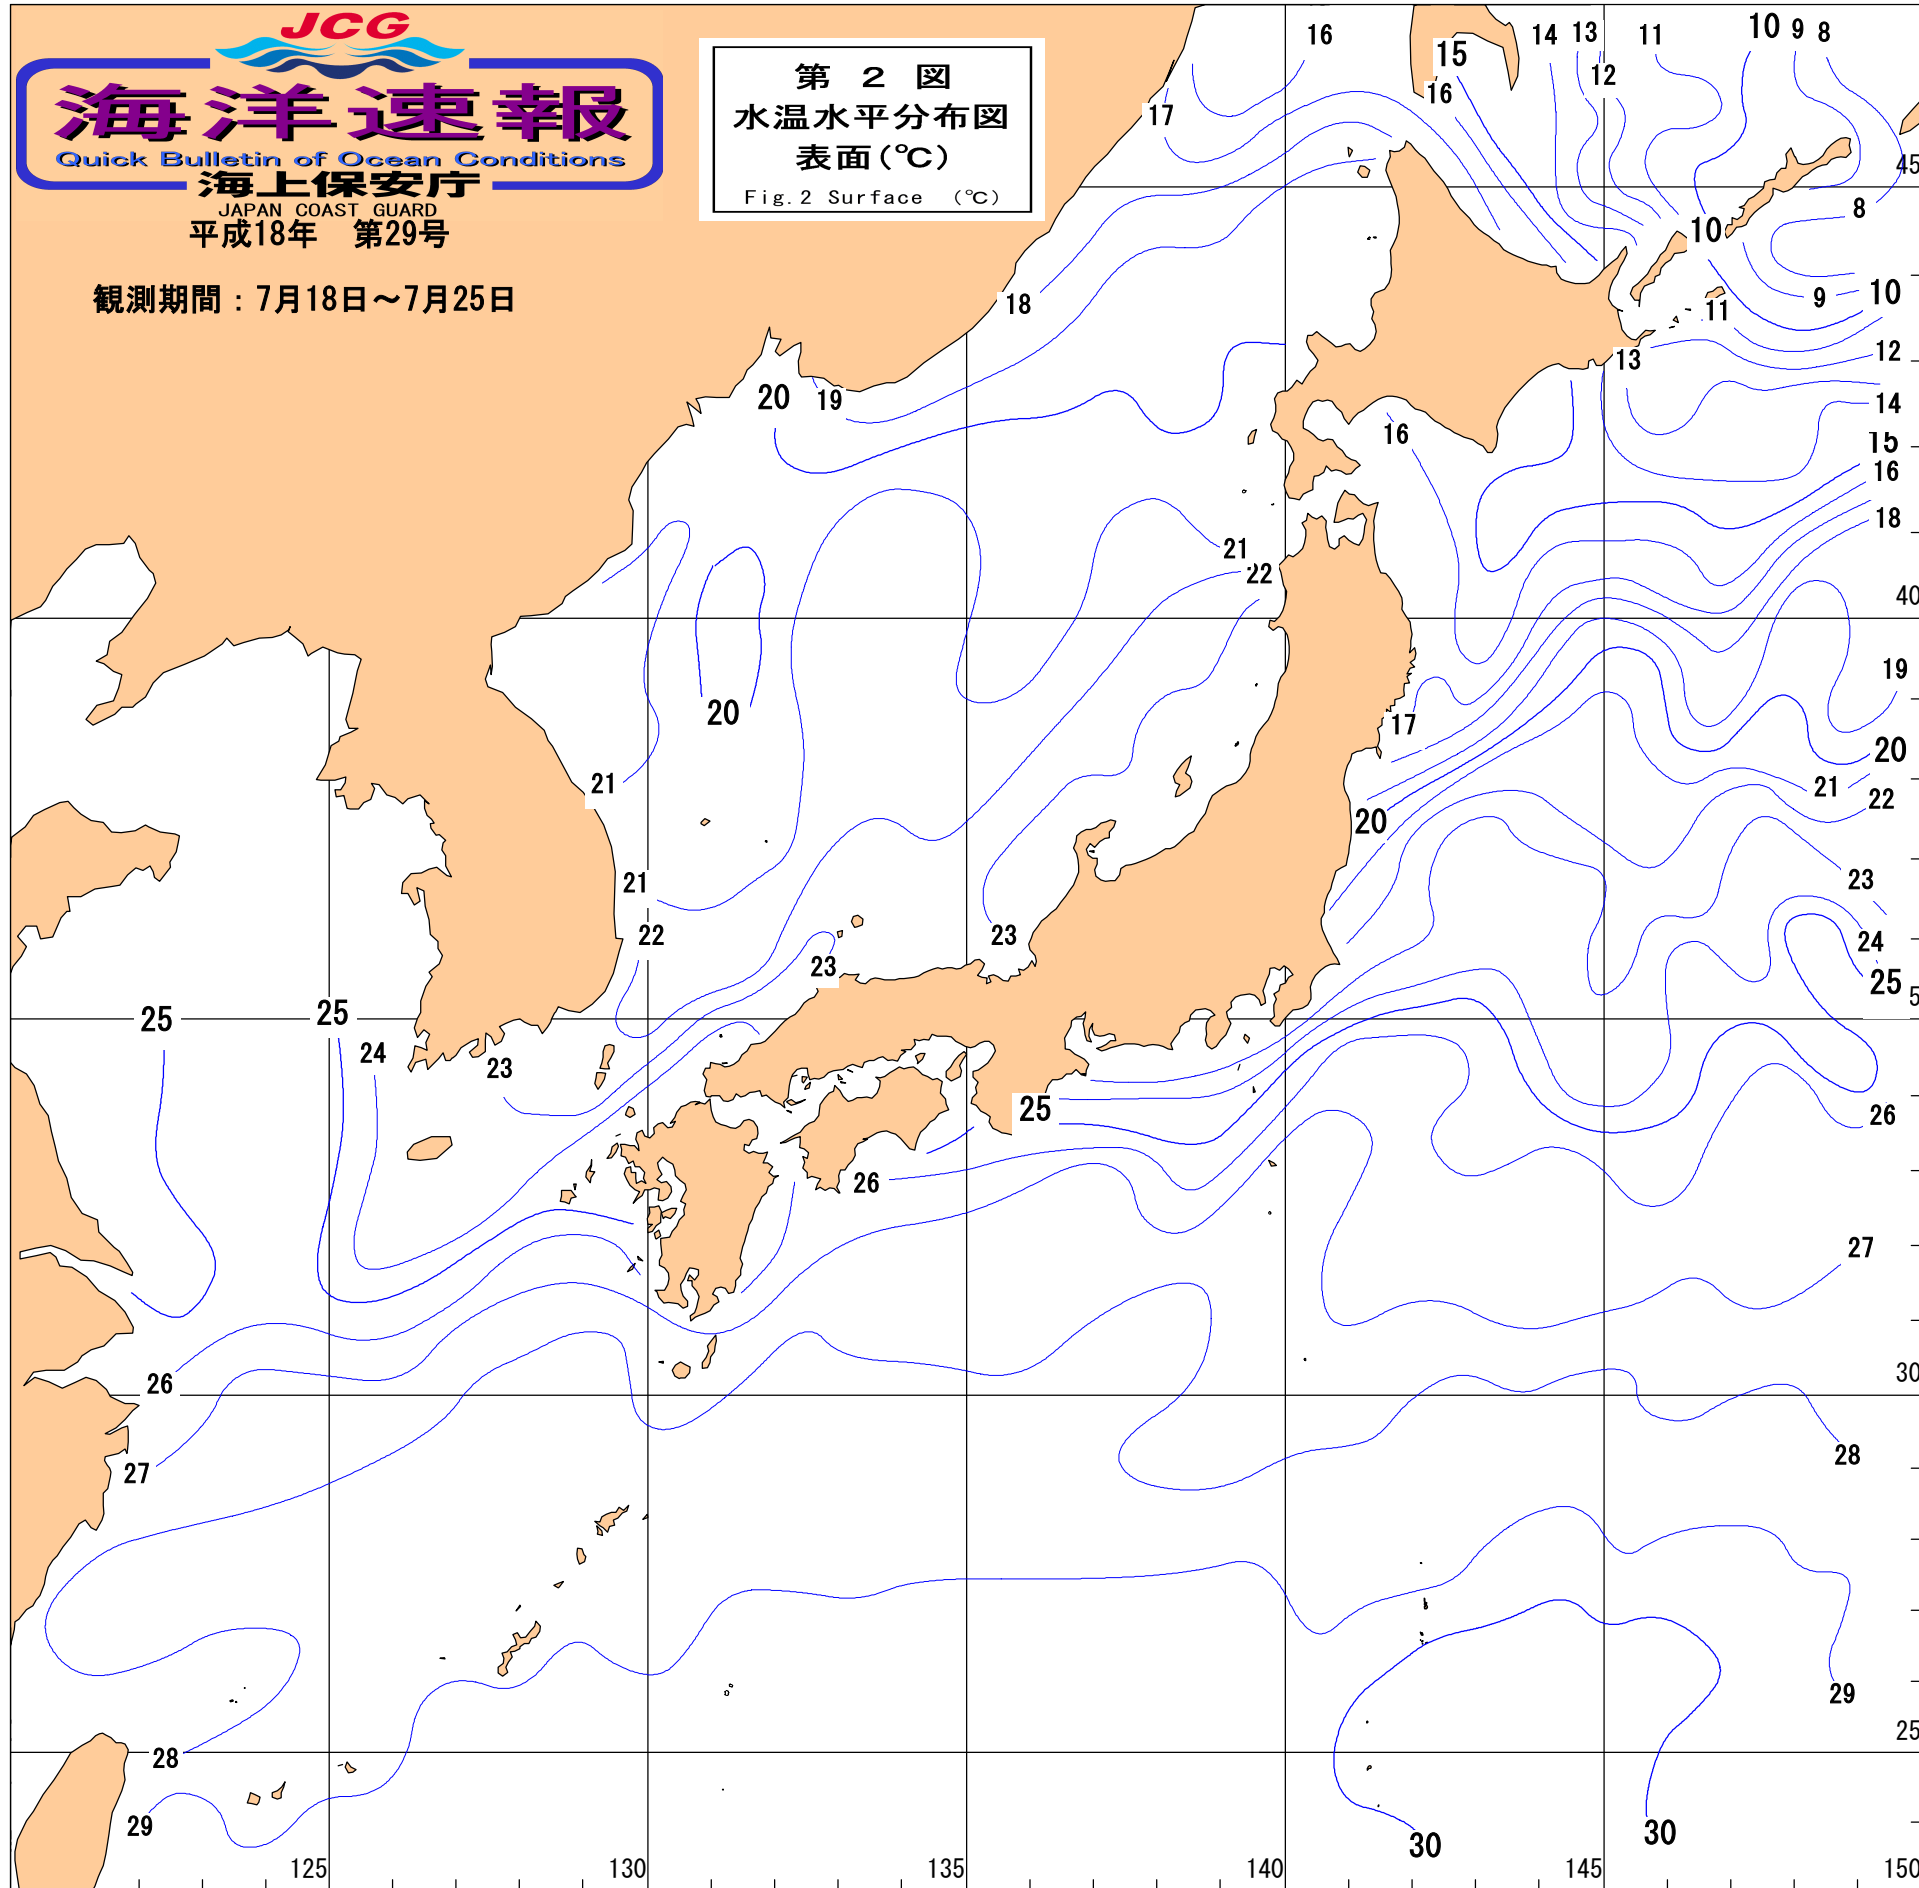 JCG
海洋速報
Quick Bulletin of Ocean Conditions
海上保安庁
JAPAN COAST GUARD
平成18年 第29号
観測期間：7月18日～7月25日
第 2 図
水温水平分布図
表面(℃)
Fig.2 Surface (℃)
16 15 14 13 11 10 9 8
12
16
17
45
8
10
18 9 10
11
12
13
20 19 14
16 15
16
18
21
22
40
19
20 17
20
21 21
22
20
21 23
22 23 24
23
25
25 25 5
24
23
25 26
26
27
30
26
28
27
29
25
28
29 30 30
125 130 135 140 145 150